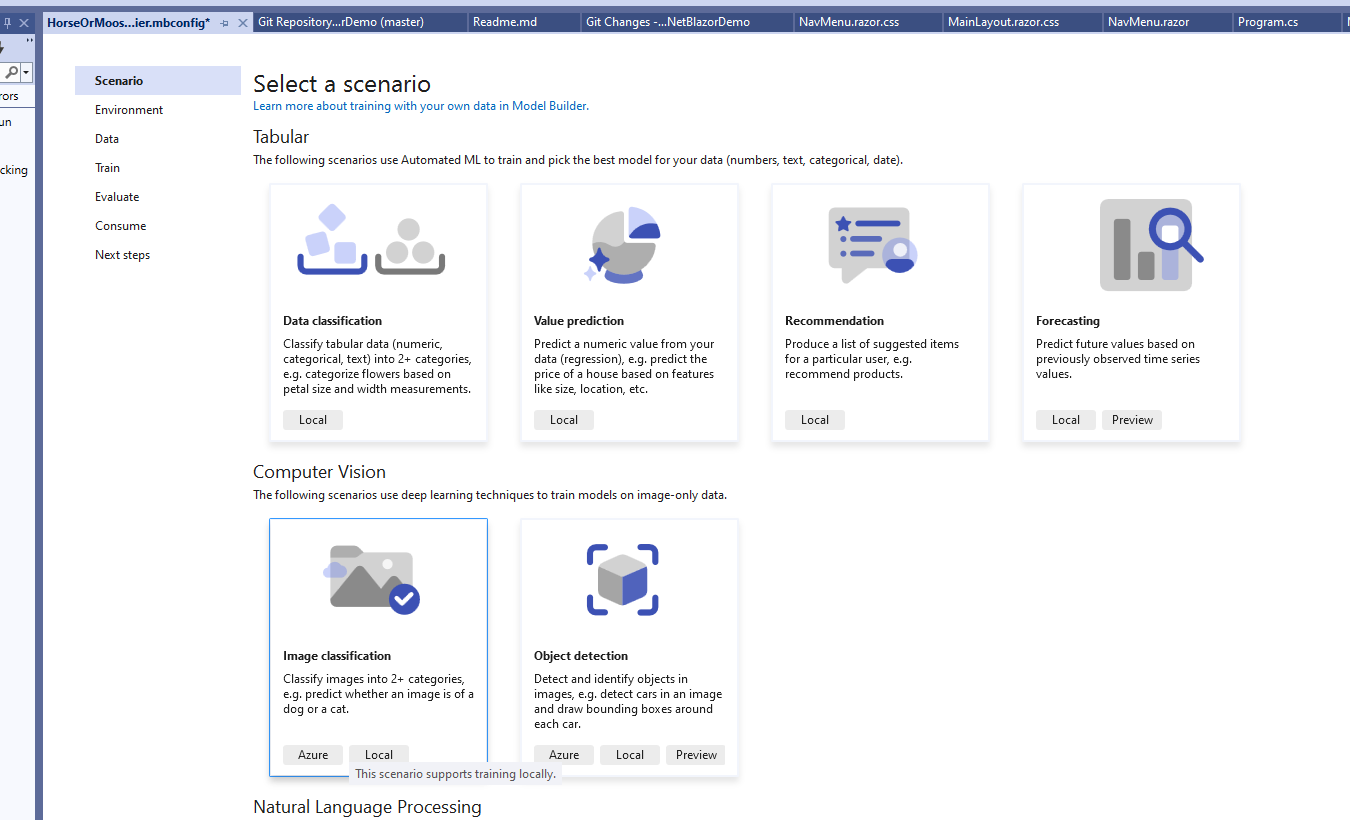 HorseOrMoos...ier.mbconfig*
Git Repository...rDemo (master)
Readme.md
Git Changes -...NetBlazorDemo
NavMenu.razor.css
MainLayout.razor.css
NavMenu.razor
Program.cs
rors
un
cking
Scenario
Environment
Data
Train
Evaluate
Consume
Next steps
Select a scenario
Learn more about training with your own data in Model Builder.
Tabular
The following scenarios use Automated ML to train and pick the best model for your data (numbers, text, categorical, date).
Data classification
Classify tabular data (numeric,
categorical, text) into 2+ categories,
e.g. categorize flowers based on
petal size and width measurements.
Local
Value prediction
Predict a numeric value from your
data (regression), e.g. predict the
price of a house based on features
like size, location, etc.
Local
Recommendation
Produce a list of suggested items
for a particular user, e.g.
recommend products.
Local
Forecasting
Predict future values based on
previously observed time series
values.
Local Preview
Computer Vision
The following scenarios use deep learning techniques to train models on image-only data.
Image classification
Classify images into 2+ categories,
e.g. predict whether an image is of a
dog or a cat.
Azure Local
This scenario supports training locally.
Object detection
Detect and identify objects in
images, e.g. detect cars in an image
and draw bounding boxes around
each car.
Azure Local Preview
Natural Language Processing